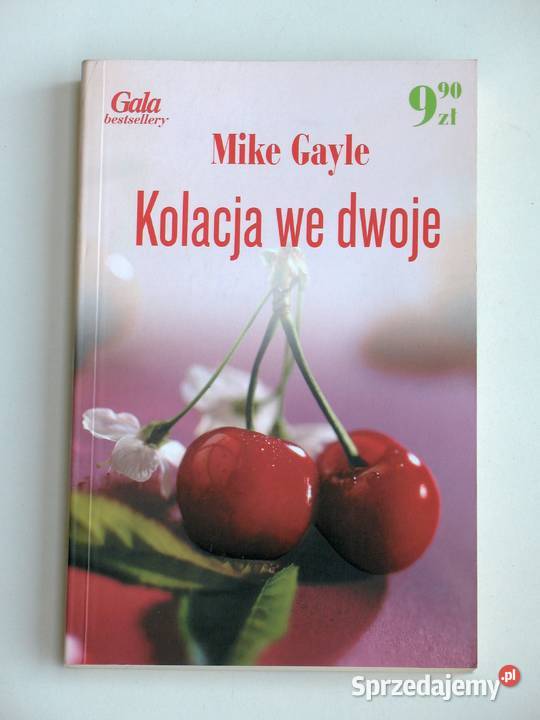 Gala
bestsellery
9 90 zł
Mike Gayle
Kolacja we dwoje
Sprzedajemy.pl